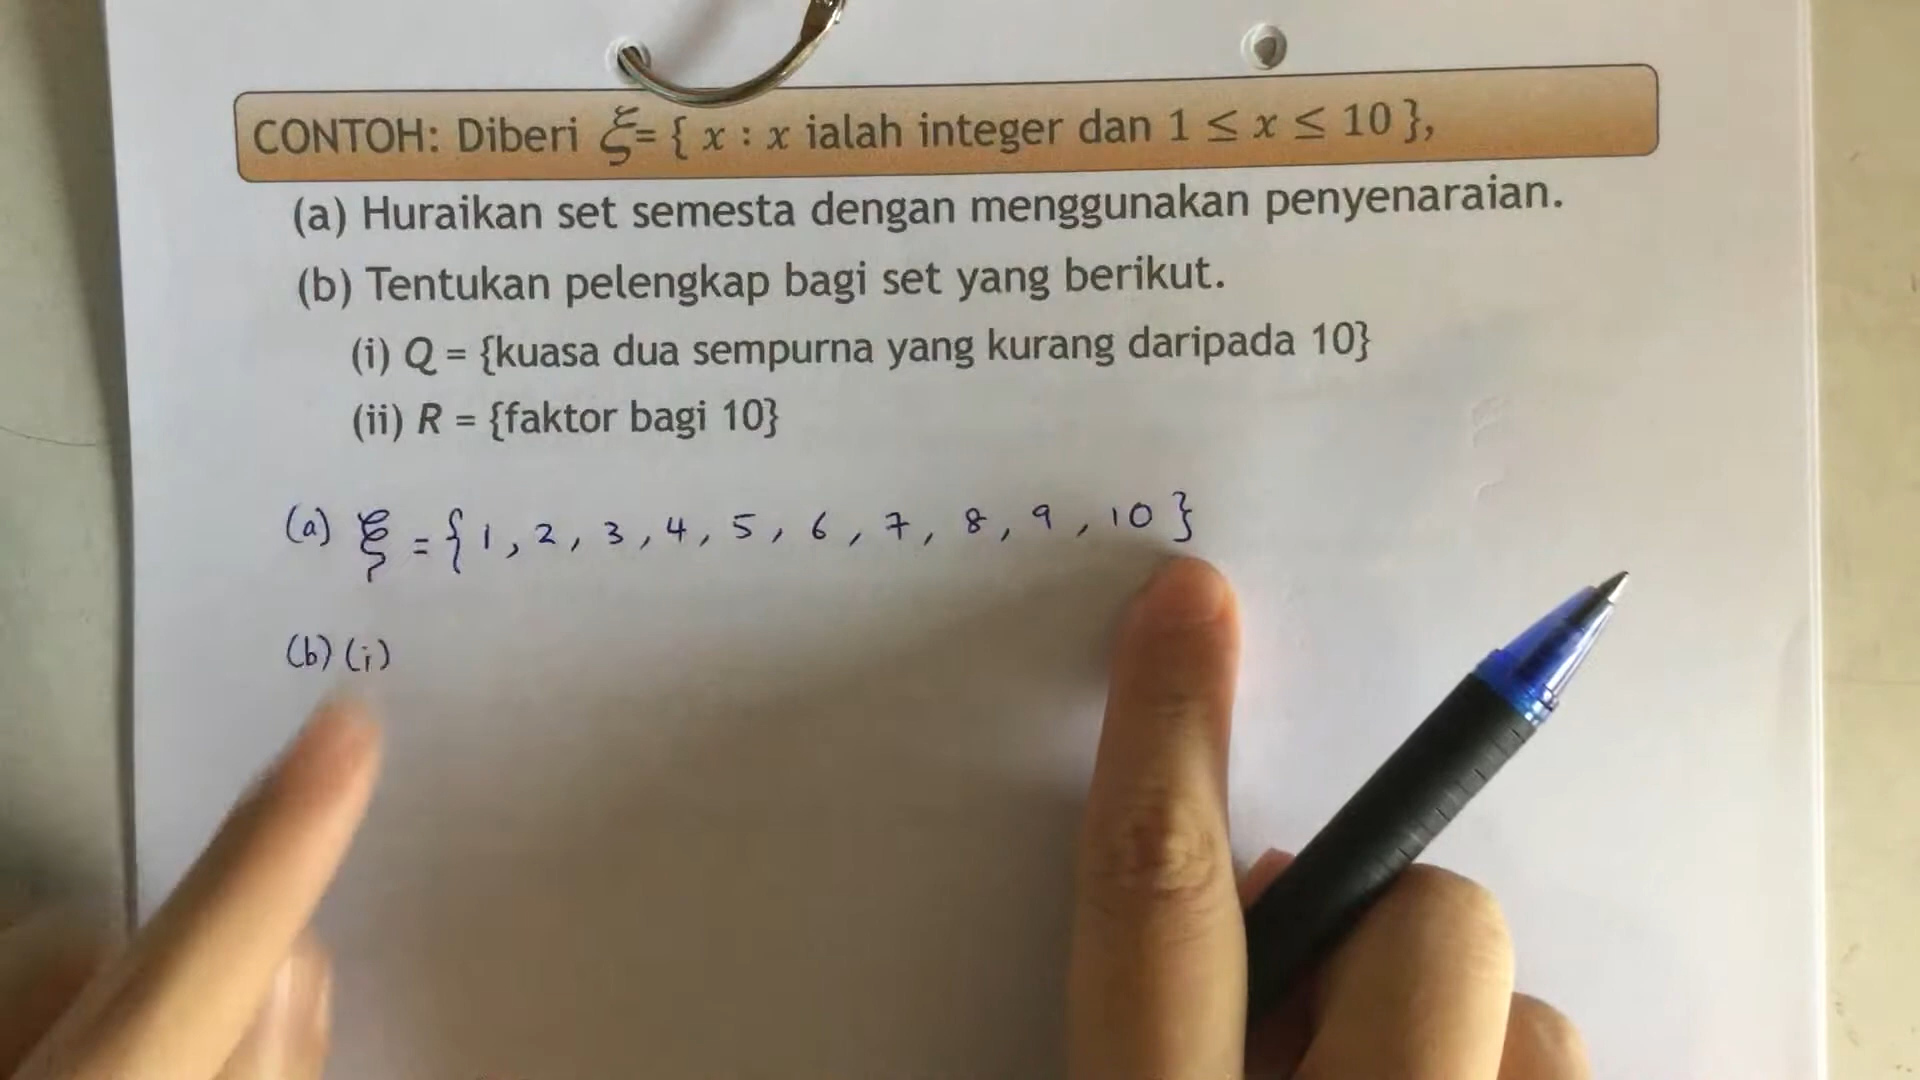 CONTOH: Diberi ξ= { x : x ialah integer dan 1 ≤ x ≤ 10 },
(a) Huraikan set semesta dengan menggunakan penyenaraian.
(b) Tentukan pelengkap bagi set yang berikut.
(i) Q = {kuasa dua sempurna yang kurang daripada 10}
(ii) R = {faktor bagi 10}
(a) ξ = { 1, 2, 3, 4, 5, 6, 7, 8, 9, 10 }
(b) (i)